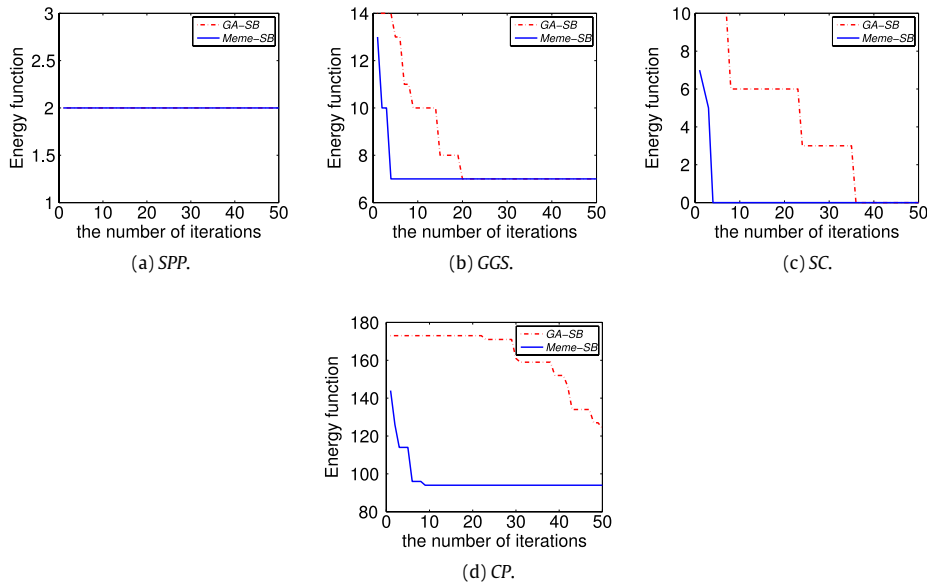 Energy function
3
2.5
2
1.5
1
0 10 20 30 40 50
the number of iterations
GA−SB
Meme−SB
(a) SPP.
Energy function
14
12
10
8
6
0 10 20 30 40 50
the number of iterations
GA−SB
Meme−SB
(b) GGS.
Energy function
10
8
6
4
2
0
0 10 20 30 40 50
the number of iterations
GA−SB
Meme−SB
(c) SC.
Energy function
180
160
140
120
100
80
0 10 20 30 40 50
the number of iterations
GA−SB
Meme−SB
(d) CP.